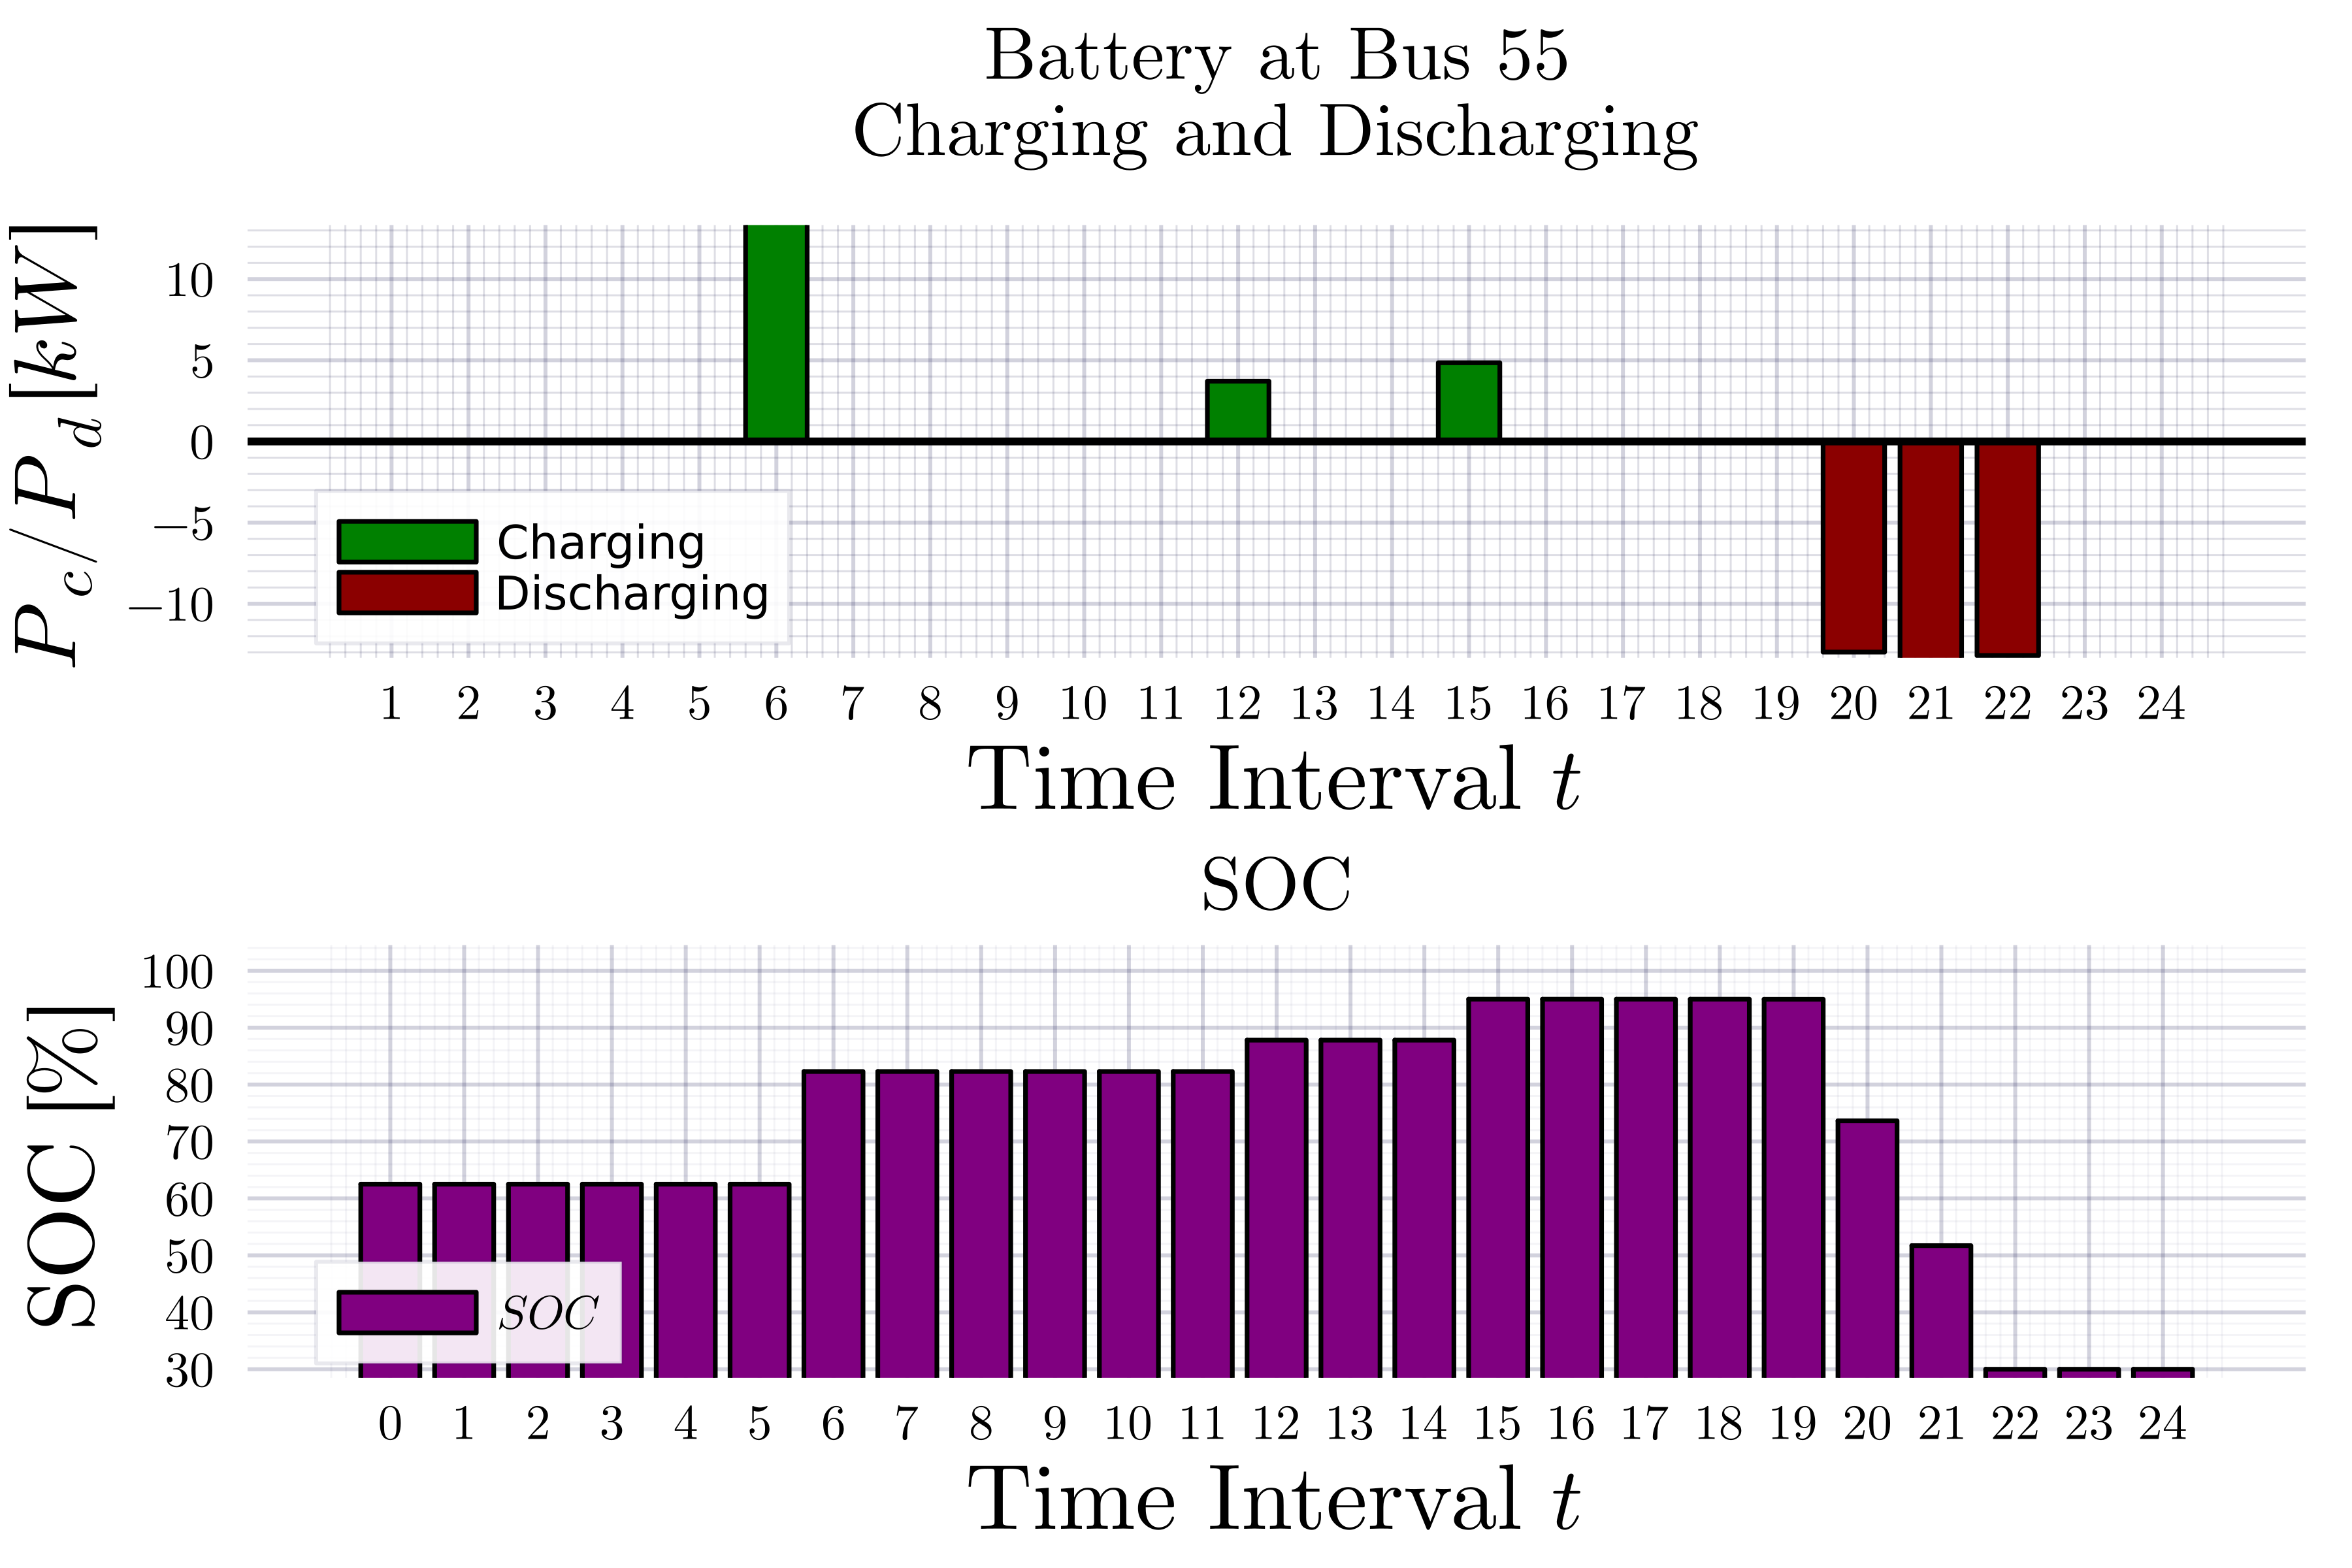 Battery at Bus 55
Charging and Discharging
P_c/P_d [kW]
10
5
0
−5
−10
Charging
Discharging
1 2 3 4 5 6 7 8 9 10 11 12 13 14 15 16 17 18 19 20 21 22 23 24
Time Interval t
SOC
SOC [%]
100
90
80
70
60
50
40
30
SOC
0 1 2 3 4 5 6 7 8 9 10 11 12 13 14 15 16 17 18 19 20 21 22 23 24
Time Interval t